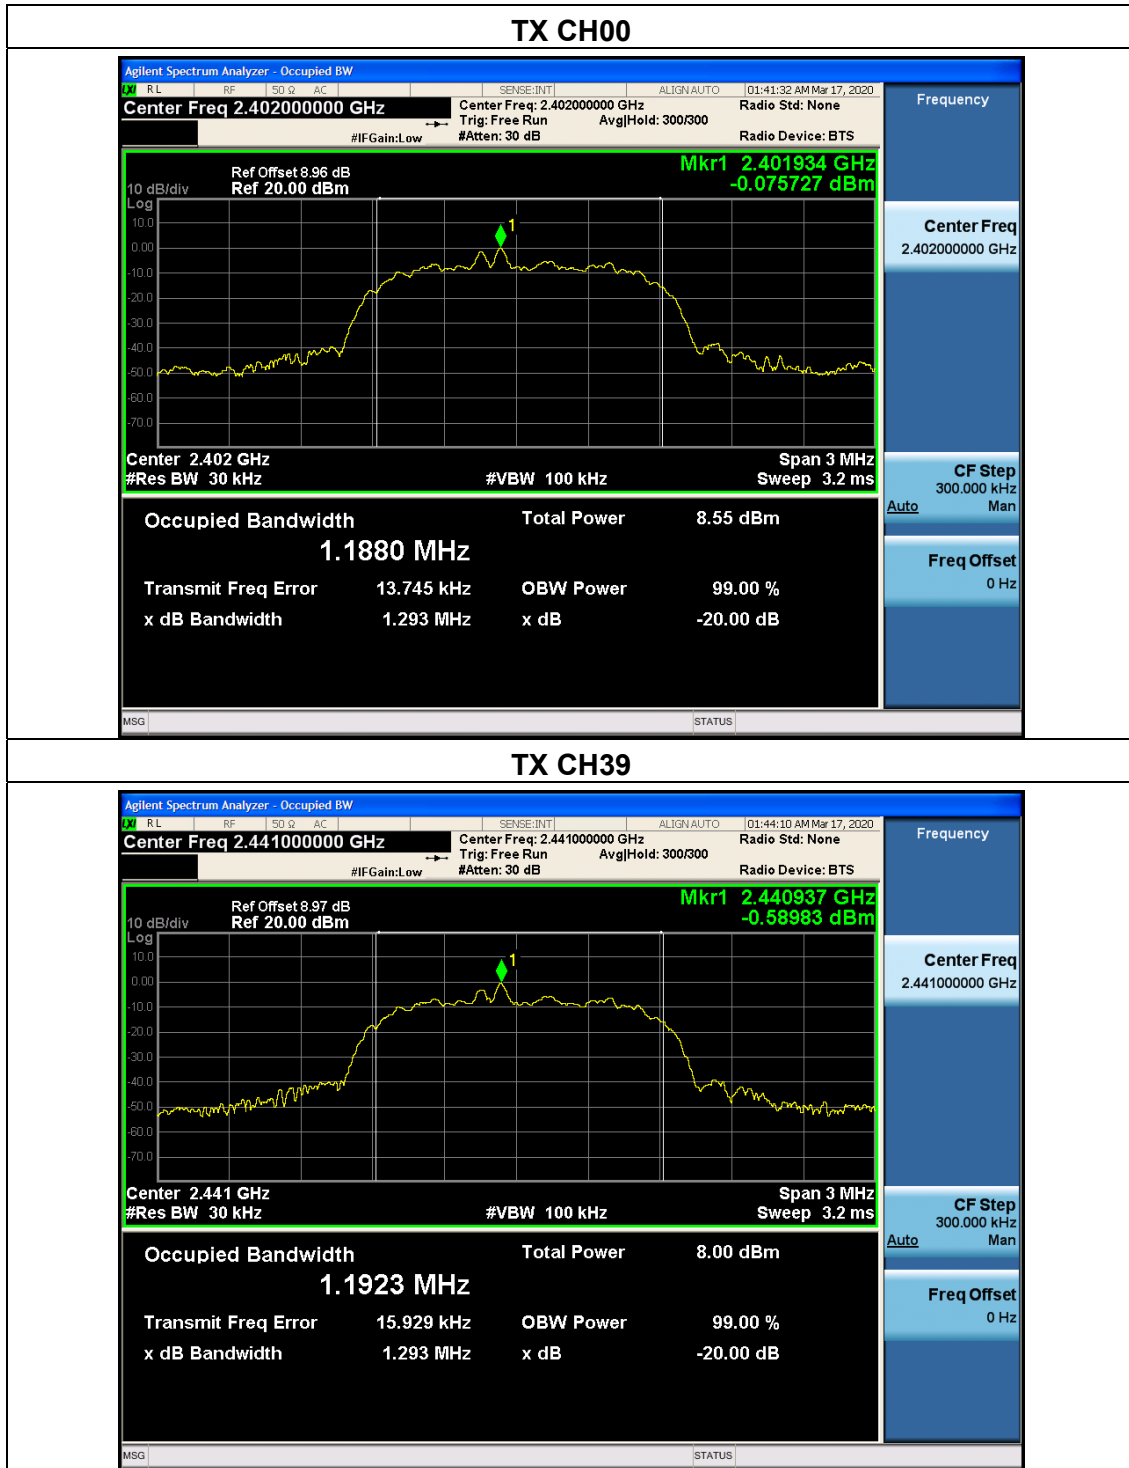 TX CH00
Agilent Spectrum Analyzer - Occupied BW
LXI RL RF 50 Ω AC SENSE:INT ALIGN AUTO 01:41:32 AM Mar 17, 2020
Center Freq 2.402000000 GHz Center Freq: 2.402000000 GHz Radio Std: None Frequency
Trig: Free Run Avg|Hold: 300/300
#IFGain:Low #Atten: 30 dB Radio Device: BTS
Mkr1 2.401934 GHz
Ref Offset 8.96 dB
-0.075727 dBm
10 dB/div Ref 20.00 dBm
Log
1
10.0
Center Freq
2.402000000 GHz
0.00
-10.0
-20.0
-30.0
-40.0
-50.0
-60.0
-70.0
Center 2.402 GHz Span 3 MHz
#Res BW 30 kHz #VBW 100 kHz Sweep 3.2 ms
CF Step
300.000 kHz
Auto Man
Occupied Bandwidth Total Power 8.55 dBm
1.1880 MHz
Freq Offset
0 Hz
Transmit Freq Error 13.745 kHz OBW Power 99.00 %
x dB Bandwidth 1.293 MHz x dB -20.00 dB
MSG STATUS
TX CH39
Agilent Spectrum Analyzer - Occupied BW
LXI RL RF 50 Ω AC SENSE:INT ALIGN AUTO 01:44:10 AM Mar 17, 2020
Center Freq 2.441000000 GHz Center Freq: 2.441000000 GHz Radio Std: None Frequency
Trig: Free Run Avg|Hold: 300/300
#IFGain:Low #Atten: 30 dB Radio Device: BTS
Mkr1 2.440937 GHz
Ref Offset 8.97 dB
-0.58983 dBm
10 dB/div Ref 20.00 dBm
Log
1
10.0
Center Freq
2.441000000 GHz
0.00
-10.0
-20.0
-30.0
-40.0
-50.0
-60.0
-70.0
Center 2.441 GHz Span 3 MHz
#Res BW 30 kHz #VBW 100 kHz Sweep 3.2 ms
CF Step
300.000 kHz
Auto Man
Occupied Bandwidth Total Power 8.00 dBm
1.1923 MHz
Freq Offset
0 Hz
Transmit Freq Error 15.929 kHz OBW Power 99.00 %
x dB Bandwidth 1.293 MHz x dB -20.00 dB
MSG STATUS